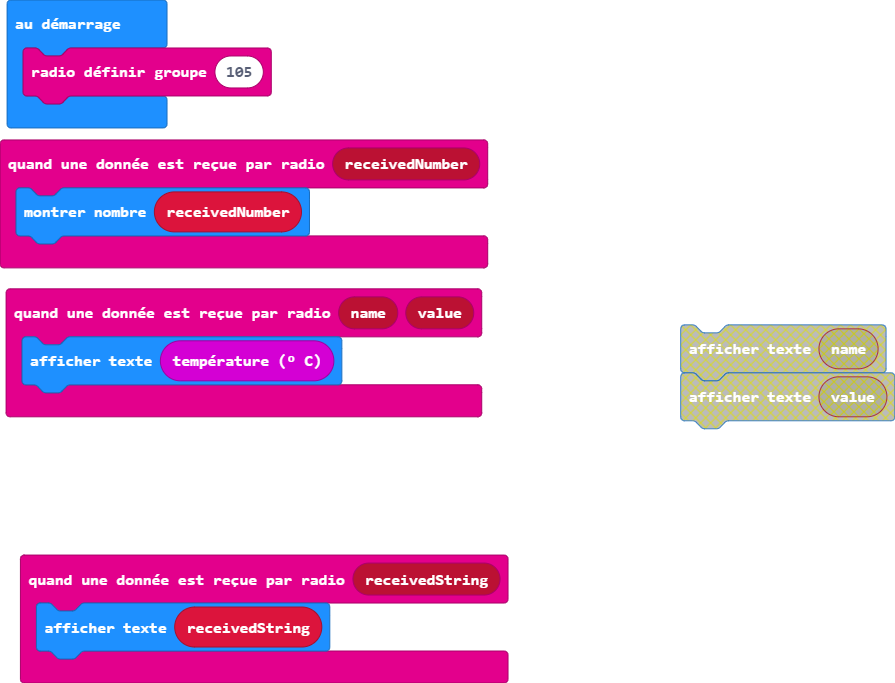 au démarrage
radio définir groupe 105
quand une donnée est reçue par radio receivedNumber
montrer nombre receivedNumber
quand une donnée est reçue par radio name value
afficher texte température (º C)
afficher texte name
afficher texte value
quand une donnée est reçue par radio receivedString
afficher texte receivedString